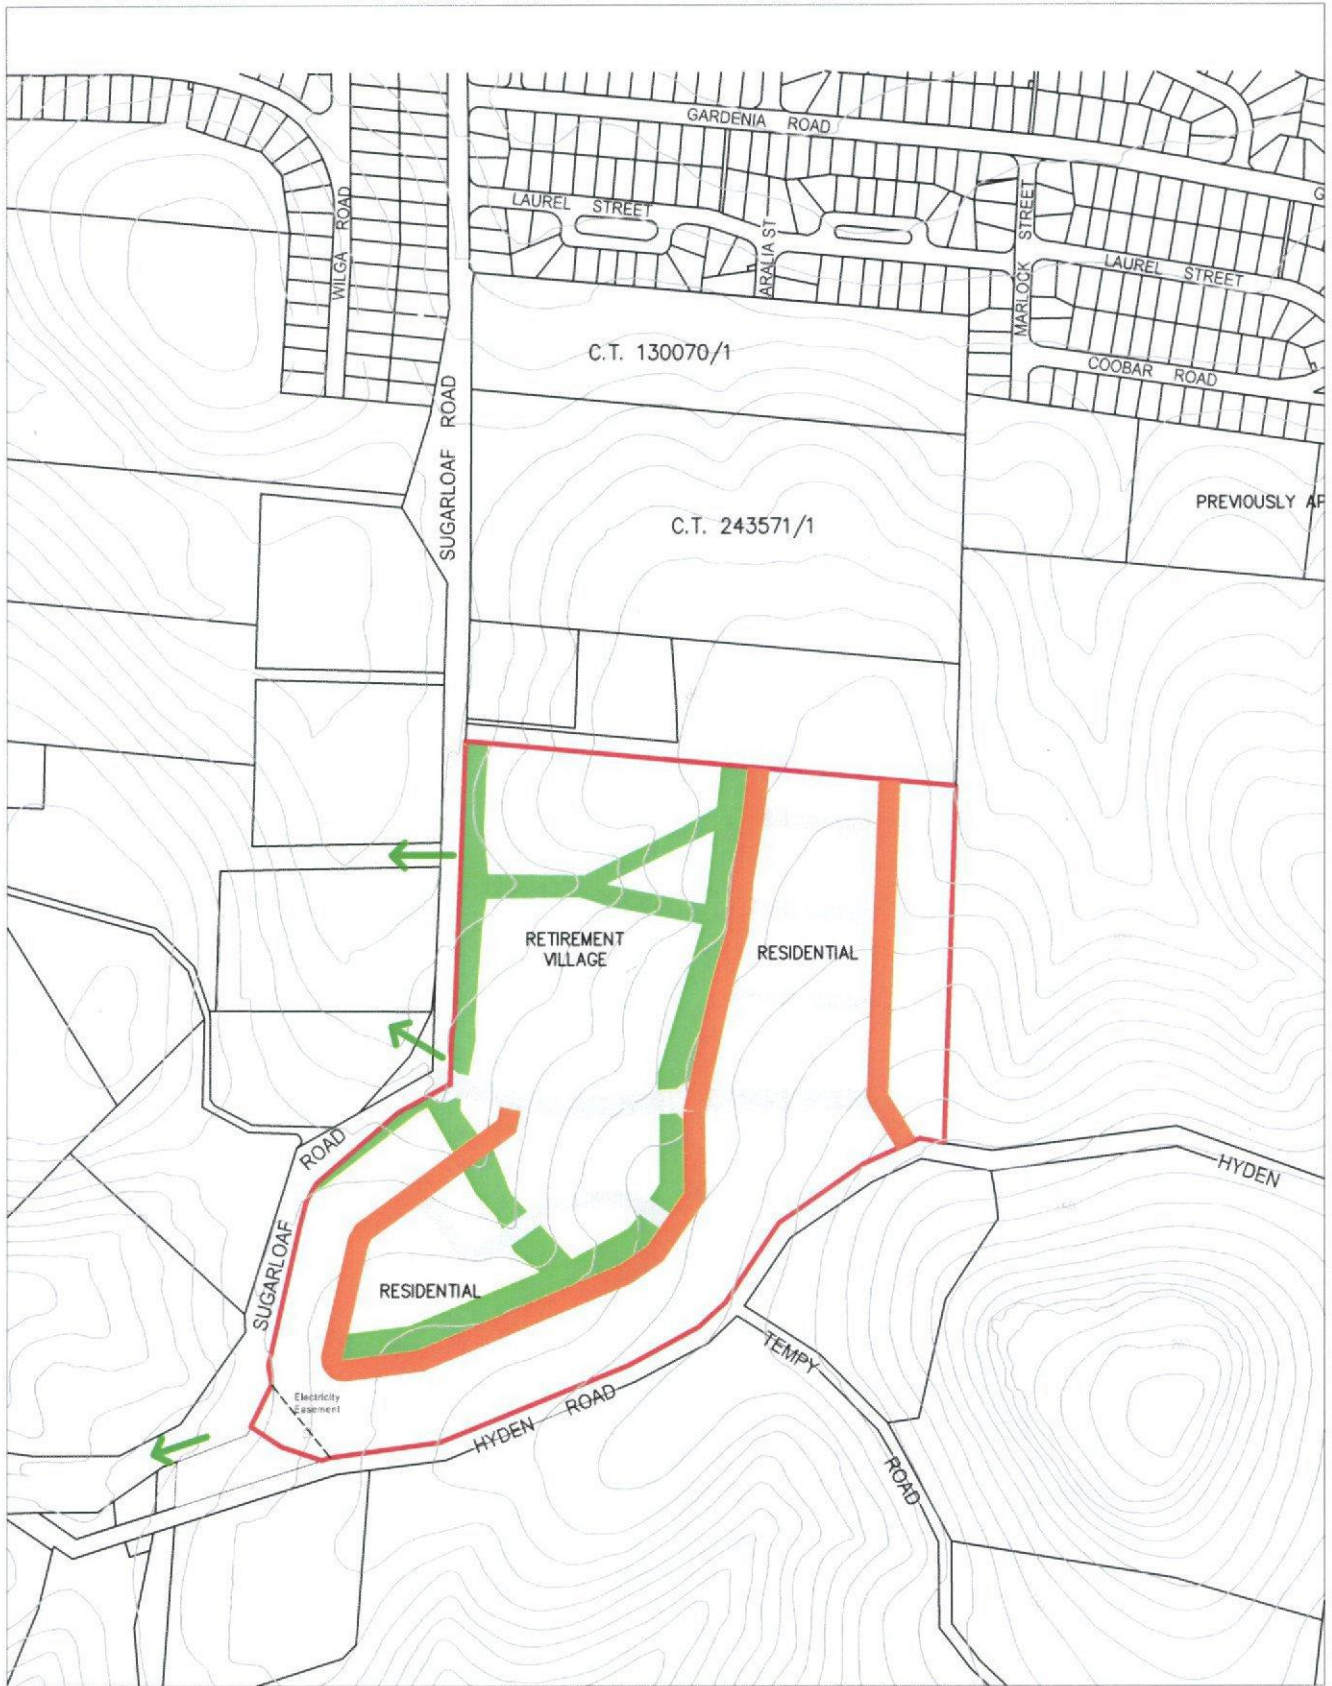 GARDENIA ROAD
LAUREL STREET
ARALIA ST
MARLOCK STREET
LAUREL STREET
WILGA ROAD
COOBAR ROAD
C.T. 130070/1
SUGARLOAF ROAD
C.T. 243571/1
PREVIOUSLY
RETIREMENT
VILLAGE
RESIDENTIAL
ROAD
SUGARLOAF
HYDEN
RESIDENTIAL
TEMPY
ROAD
Electricity
Easement
HYDEN ROAD